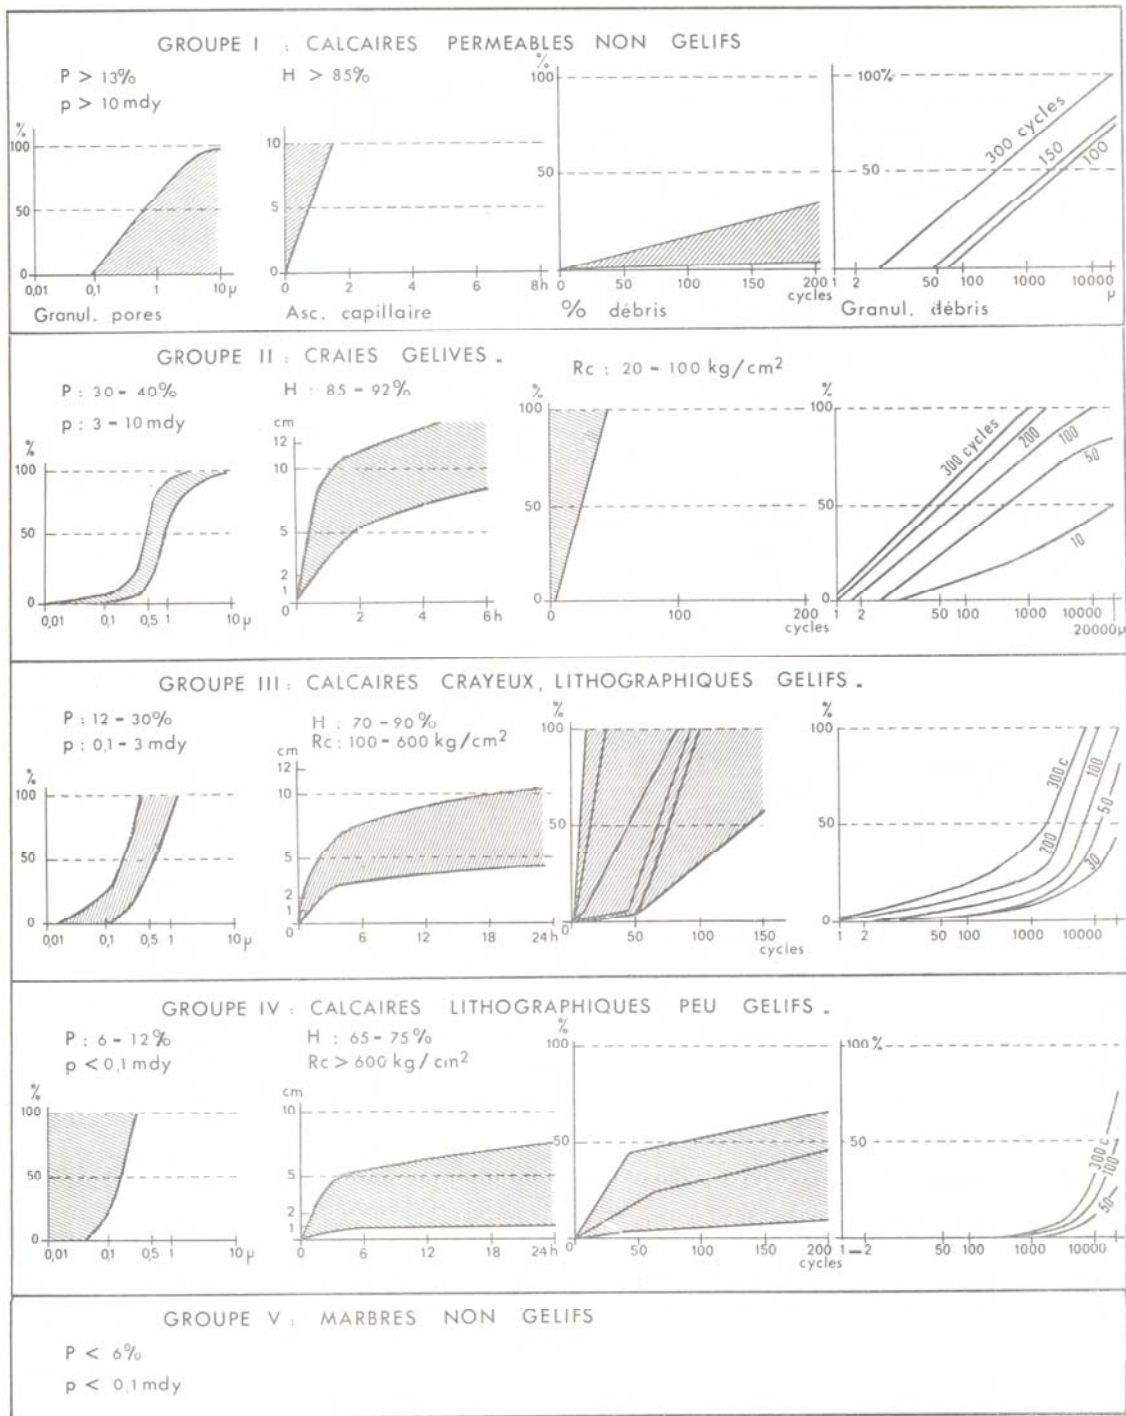 GROUPE I : CALCAIRES PERMEABLES NON GELIFS
P > 13%
p > 10 mdy
H > 85%
%
100
50
0
0,01 0,1 1 10 μ
Granul. pores
10
5
0
0 2 4 6 8h
Asc. capillaire
%
100
50
0 50 100 150 200
cycles
% débris
100%
50
300 cycles
150
100
1 2 50 100 1000 10000
μ
Granul. débris
GROUPE II : CRAIES GELIVES .
P : 30 - 40%
p : 3 - 10 mdy
H : 85 - 92%
Rc : 20 - 100 kg/cm²
%
100
50
0
0,01 0,1 0,5 1 10 μ
cm
12
10
5
2
1
0
2 4 6h
%
100
50
0
0 100 200
cycles
%
100
50
0
300 cycles
200
100
50
10
1 2 50 100 1000 10000
20000μ
GROUPE III : CALCAIRES CRAYEUX, LITHOGRAPHIQUES GELIFS .
P : 12 - 30%
p : 0,1 - 3 mdy
H : 70 - 90%
Rc : 100 - 600 kg/cm²
%
100
50
0
0,01 0,1 0,5 1 10 μ
cm
12
10
5
2
1
0
6 12 18 24h
%
100
50
0
50 100 150
cycles
%
100
50
0
300 c
200
100
50
30
1 2 50 100 1000 10000
GROUPE IV : CALCAIRES LITHOGRAPHIQUES PEU GELIFS .
P : 6 - 12%
p < 0,1 mdy
H : 65 - 75%
Rc > 600 kg/cm²
%
100
50
0
0,01 0,1 0,5 1 10 μ
cm
10
5
2
1
0
0 6 12 18 24h
%
100
50
0
0 50 100 150 200
cycles
100%
50
300 c
100
50
1 2 50 100 1000 10000
GROUPE V : MARBRES NON GELIFS
P < 6%
p < 0,1 mdy